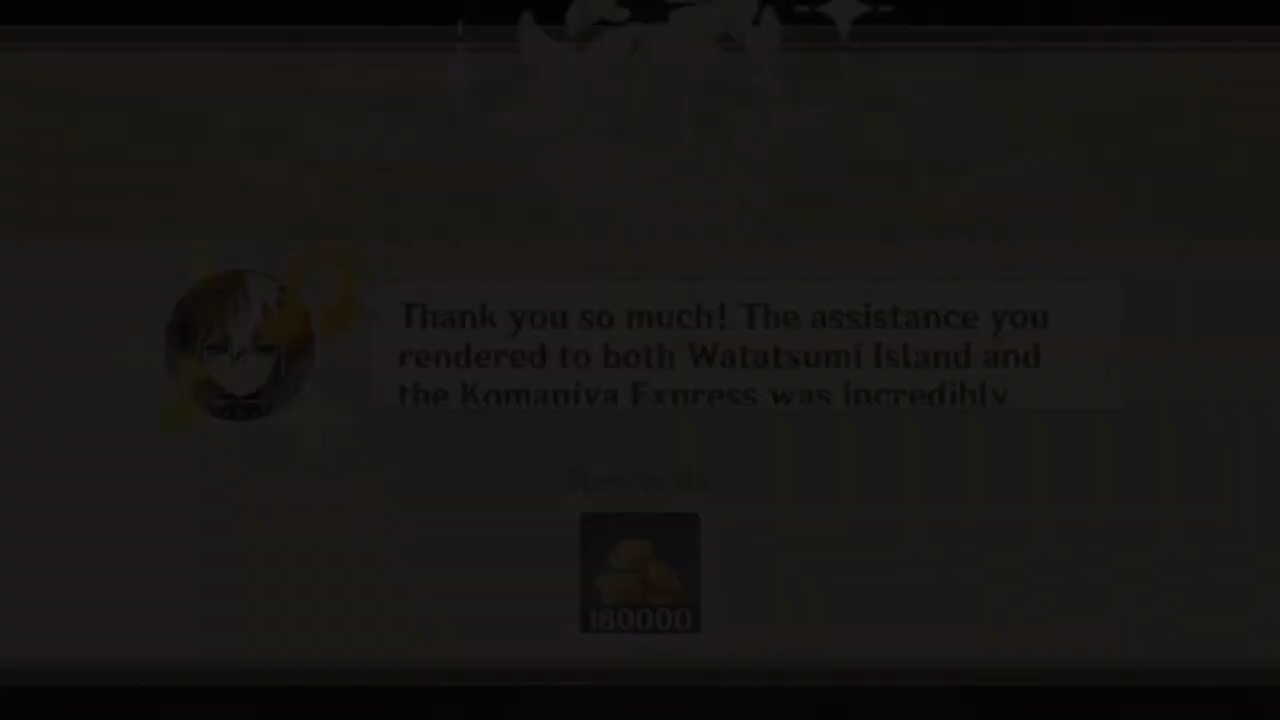 Thank you so much! The assistance you
rendered to both Watatsumi Island and
the Komaniya Express was incredibly
Rewards
180000